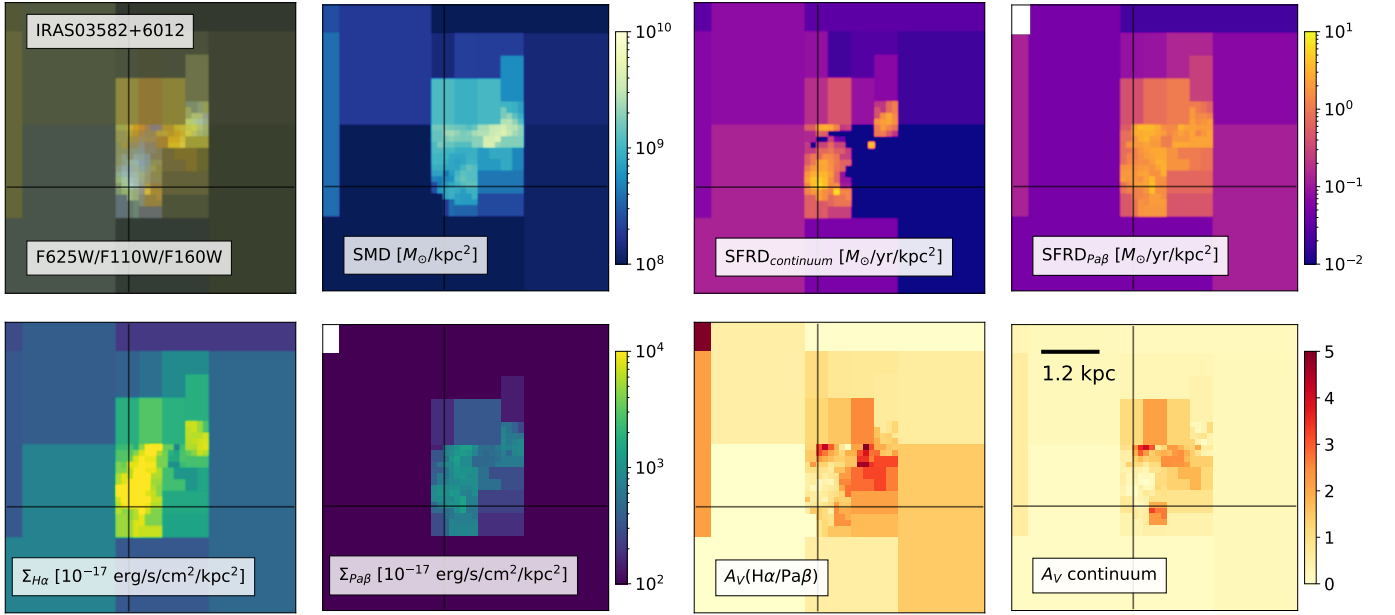 IRAS03582+6012
F625W/F110W/F160W
SMD [M⊙/kpc²]
10¹⁰
10⁹
10⁸
SFRD_continuum [M⊙/yr/kpc²]
SFRD_Paβ [M⊙/yr/kpc²]
10¹
10⁰
10⁻¹
10⁻²
Σ_Hα [10⁻¹⁷ erg/s/cm²/kpc²]
Σ_Paβ [10⁻¹⁷ erg/s/cm²/kpc²]
10⁴
10³
10²
A_V(Hα/Paβ)
1.2 kpc
A_V continuum
5
4
3
2
1
0